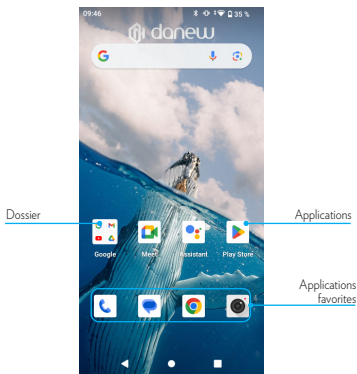 09:46
35 %
danew
Dossier
Applications
Google
Meet
Assistant
Play Store
Applications
favorites